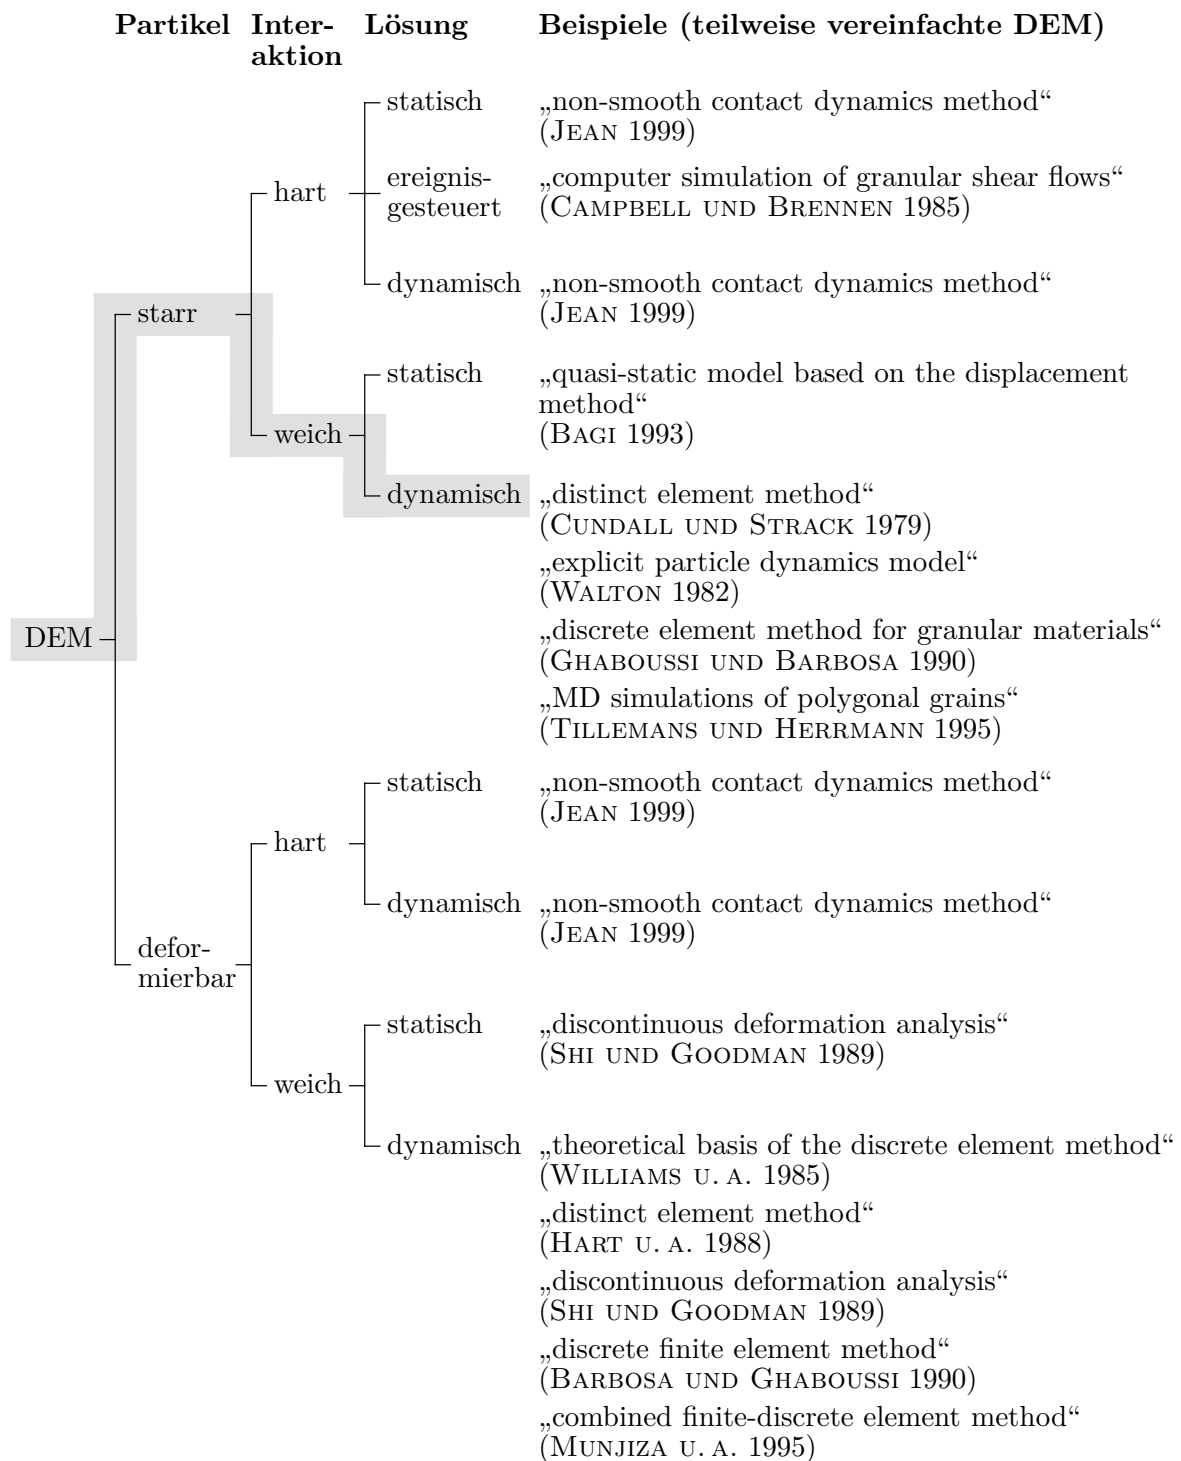 Partikel Inter- Lösung Beispiele (teilweise vereinfachte DEM)
aktion
statisch „non-smooth contact dynamics method“
(JEAN 1999)
ereignis- „computer simulation of granular shear flows“
hart
gesteuert (CAMPBELL UND BRENNEN 1985)
dynamisch „non-smooth contact dynamics method“
(JEAN 1999)
starr
statisch „quasi-static model based on the displacement
method“
(BAGI 1993)
weich
dynamisch „distinct element method“
(CUNDALL UND STRACK 1979)
„explicit particle dynamics model“
(WALTON 1982)
„discrete element method for granular materials“
DEM
(GHABOUSSI UND BARBOSA 1990)
„MD simulations of polygonal grains“
(TILLEMANS UND HERRMANN 1995)
statisch „non-smooth contact dynamics method“
(JEAN 1999)
hart
dynamisch „non-smooth contact dynamics method“
(JEAN 1999)
defor-
mierbar
statisch „discontinuous deformation analysis“
(SHI UND GOODMAN 1989)
weich
dynamisch „theoretical basis of the discrete element method“
(WILLIAMS U. A. 1985)
„distinct element method“
(HART U. A. 1988)
„discontinuous deformation analysis“
(SHI UND GOODMAN 1989)
„discrete finite element method“
(BARBOSA UND GHABOUSSI 1990)
„combined finite-discrete element method“
(MUNJIZA U. A. 1995)